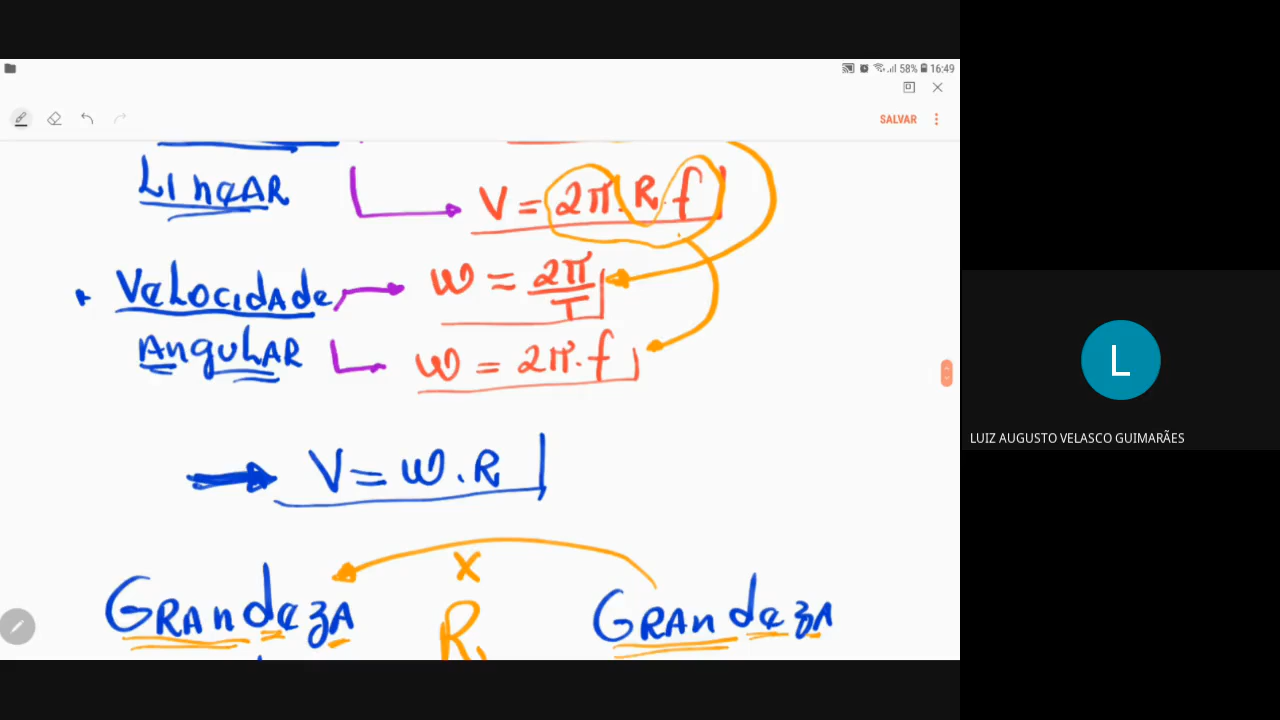 58% 16:49
SALVAR
LineAR
V = 2π.R.f
VeLocidAde
w = 2π/T
AnguLAR
w = 2π.f
V = w.R
x
GRAndezA R. GRAndezA
L
LUIZ AUGUSTO VELASCO GUIMARÃES